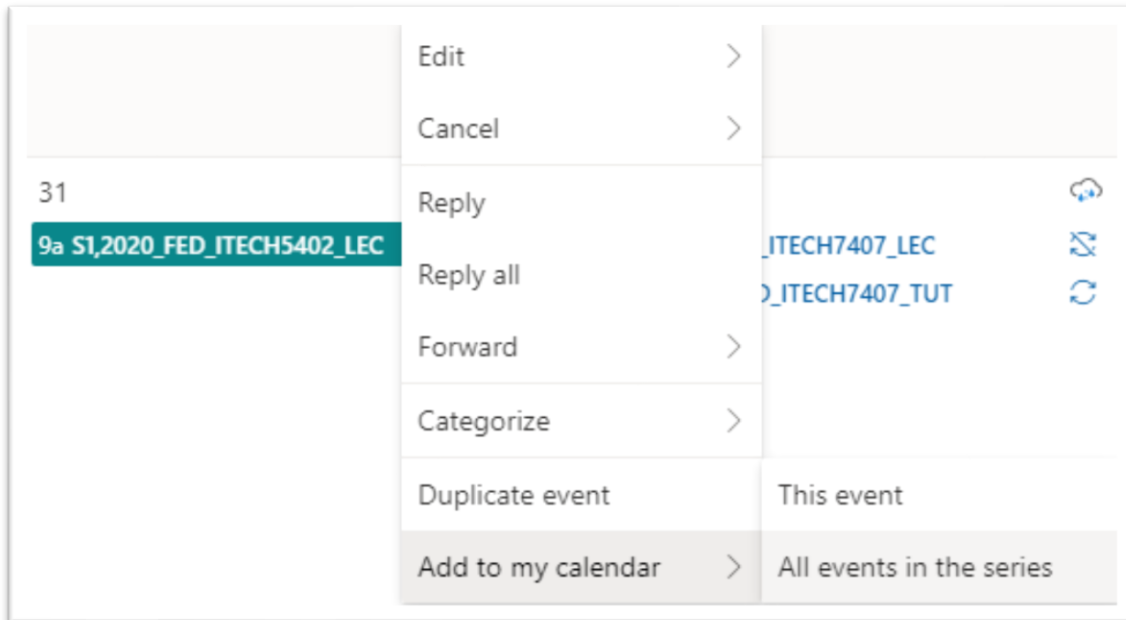 Edit
Cancel
31
Reply
9a S1,2020_FED_ITECH5402_LEC
_ITECH7407_LEC
Reply all
_ITECH7407_TUT
Forward
Categorize
Duplicate event
This event
Add to my calendar
All events in the series